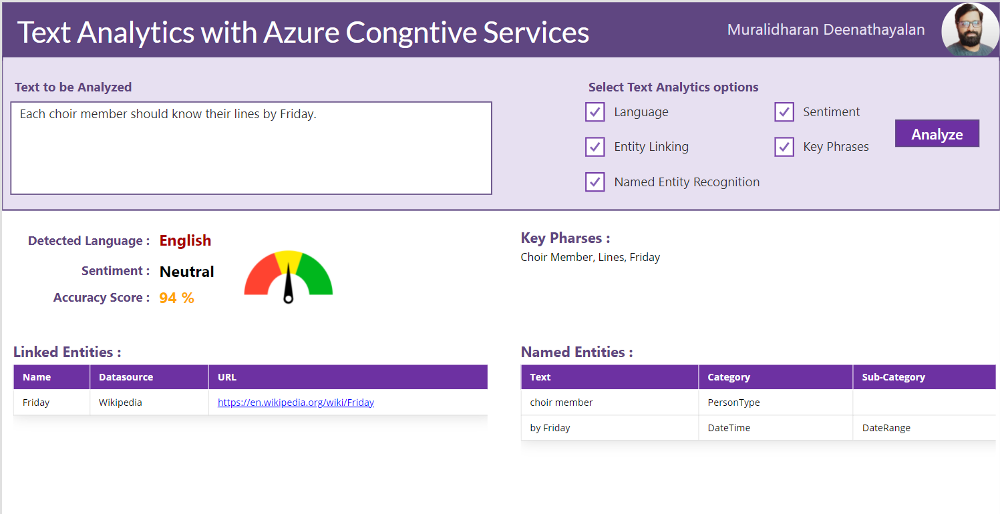 Text Analytics with Azure Congntive Services
Muralidharan Deenathayalan
Text to be Analyzed
Each choir member should know their lines by Friday.
Select Text Analytics options
Language
Sentiment
Entity Linking
Key Phrases
Named Entity Recognition
Analyze
Detected Language : English
Sentiment : Neutral
Accuracy Score : 94 %
Key Pharses :
Choir Member, Lines, Friday
Linked Entities :
Name Datasource URL
Friday Wikipedia https://en.wikipedia.org/wiki/Friday
Named Entities :
Text Category Sub-Category
choir member PersonType
by Friday DateTime DateRange